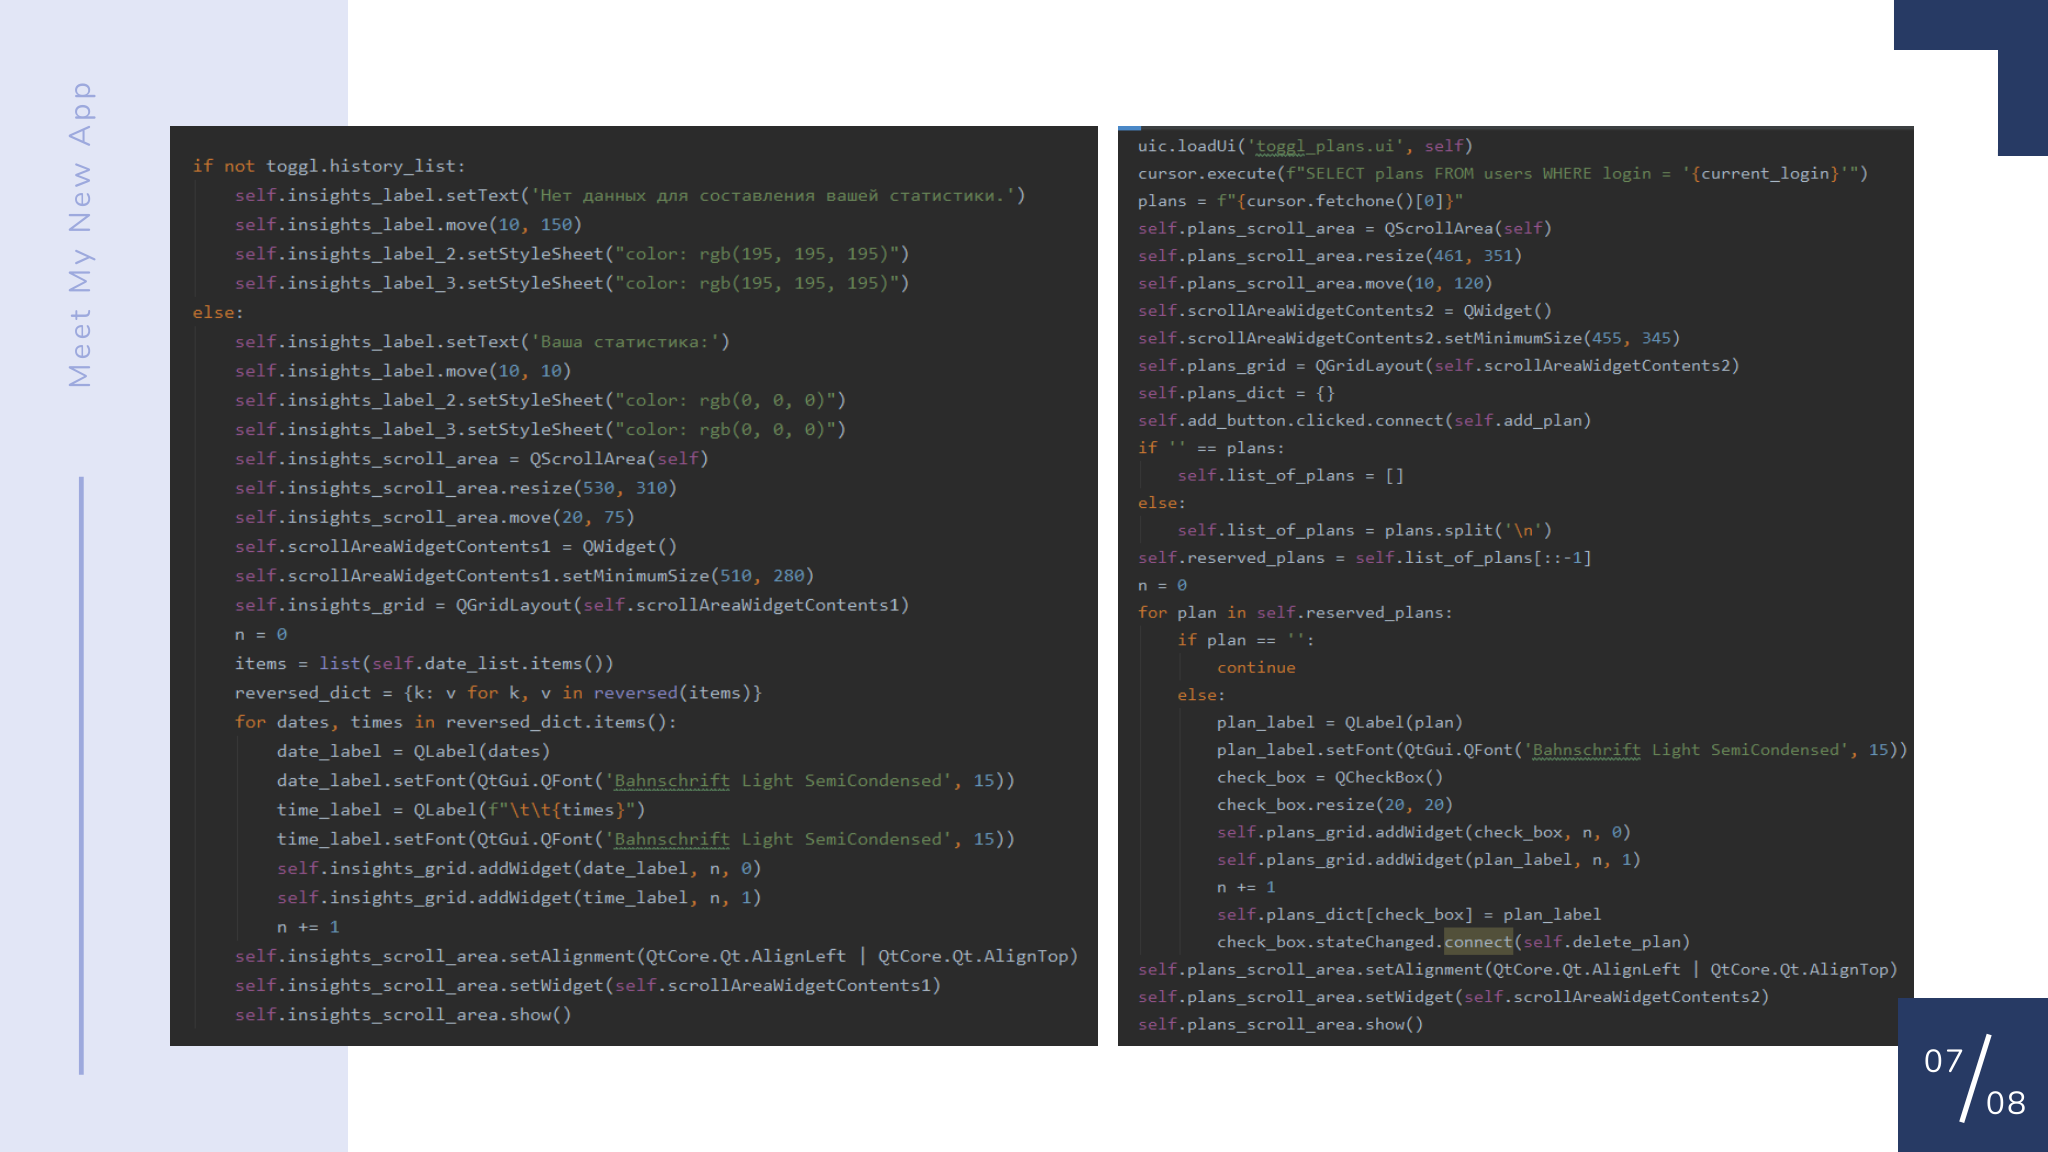 Meet My New App
if not toggl.history_list:
self.insights_label.setText('Нет данных для составления вашей статистики.')
self.insights_label.move(10, 150)
self.insights_label_2.setStyleSheet("color: rgb(195, 195, 195)")
self.insights_label_3.setStyleSheet("color: rgb(195, 195, 195)")
else:
self.insights_label.setText('Ваша статистика:')
self.insights_label.move(10, 10)
self.insights_label_2.setStyleSheet("color: rgb(0, 0, 0)")
self.insights_label_3.setStyleSheet("color: rgb(0, 0, 0)")
self.insights_scroll_area = QScrollArea(self)
self.insights_scroll_area.resize(530, 310)
self.insights_scroll_area.move(20, 75)
self.scrollAreaWidgetContents1 = QWidget()
self.scrollAreaWidgetContents1.setMinimumSize(510, 280)
self.insights_grid = QGridLayout(self.scrollAreaWidgetContents1)
n = 0
items = list(self.date_list.items())
reversed_dict = {k: v for k, v in reversed(items)}
for dates, times in reversed_dict.items():
date_label = QLabel(dates)
date_label.setFont(QtGui.QFont('Bahnschrift Light SemiCondensed', 15))
time_label = QLabel(f"\t\t{times}")
time_label.setFont(QtGui.QFont('Bahnschrift Light SemiCondensed', 15))
self.insights_grid.addWidget(date_label, n, 0)
self.insights_grid.addWidget(time_label, n, 1)
n += 1
self.insights_scroll_area.setAlignment(QtCore.Qt.AlignLeft | QtCore.Qt.AlignTop)
self.insights_scroll_area.setWidget(self.scrollAreaWidgetContents1)
self.insights_scroll_area.show()
uic.loadUi('toggl_plans.ui', self)
cursor.execute(f"SELECT plans FROM users WHERE login = '{current_login}'")
plans = f"{cursor.fetchone()[0]}"
self.plans_scroll_area = QScrollArea(self)
self.plans_scroll_area.resize(461, 351)
self.plans_scroll_area.move(10, 120)
self.scrollAreaWidgetContents2 = QWidget()
self.scrollAreaWidgetContents2.setMinimumSize(455, 345)
self.plans_grid = QGridLayout(self.scrollAreaWidgetContents2)
self.plans_dict = {}
self.add_button.clicked.connect(self.add_plan)
if '' == plans:
self.list_of_plans = []
else:
self.list_of_plans = plans.split('\n')
self.reserved_plans = self.list_of_plans[::-1]
n = 0
for plan in self.reserved_plans:
if plan == '':
continue
else:
plan_label = QLabel(plan)
plan_label.setFont(QtGui.QFont('Bahnschrift Light SemiCondensed', 15))
check_box = QCheckBox()
check_box.resize(20, 20)
self.plans_grid.addWidget(check_box, n, 0)
self.plans_grid.addWidget(plan_label, n, 1)
n += 1
self.plans_dict[check_box] = plan_label
check_box.stateChanged.connect(self.delete_plan)
self.plans_scroll_area.setAlignment(QtCore.Qt.AlignLeft | QtCore.Qt.AlignTop)
self.plans_scroll_area.setWidget(self.scrollAreaWidgetContents2)
self.plans_scroll_area.show()
07
08